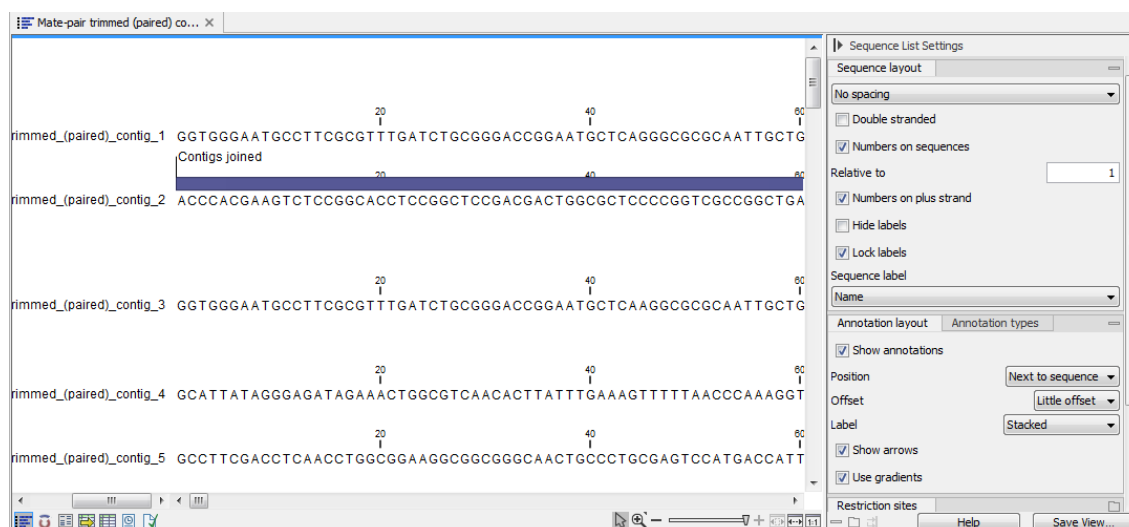 Mate-pair trimmed (paired) co...
Sequence List Settings
Sequence layout
No spacing
Double stranded
Numbers on sequences
Relative to 1
Numbers on plus strand
Hide labels
Lock labels
Sequence label
Name
Annotation layout Annotation types
Show annotations
Position Next to sequence
Offset Little offset
Label Stacked
Show arrows
Use gradients
Restriction sites
Help Save View...
20 40 60
rimmed_(paired)_contig_1 GGTGGGAATGCCTTCGCGTTTGATCTGCGGGACCGGAATGCTCAGGGCGCGCAATTGCTG
Contigs joined
20 40 60
rimmed_(paired)_contig_2 ACCCACGAAGTCTCCGGCACCTCCGGCTCCGACGACTGGCGCTCCCCGGTCGCCGGCTGA
20 40 60
rimmed_(paired)_contig_3 GGTGGGAATGCCTTCGCGTTTGATCTGCGGGACCGGAATGCTCAAGGCGCGCAATTGCTG
20 40 60
rimmed_(paired)_contig_4 GCATTATAGGGAGATAGAAACTGGCGTCAACACTTATTTGAAAGTTTTTAACCCAAAGGT
20 40 60
rimmed_(paired)_contig_5 GCCTTCGACCTCAACCTGGCGGAAGGCGGCGGGCAACTGCCCTGCGAGTCCATGACCATT
1:1